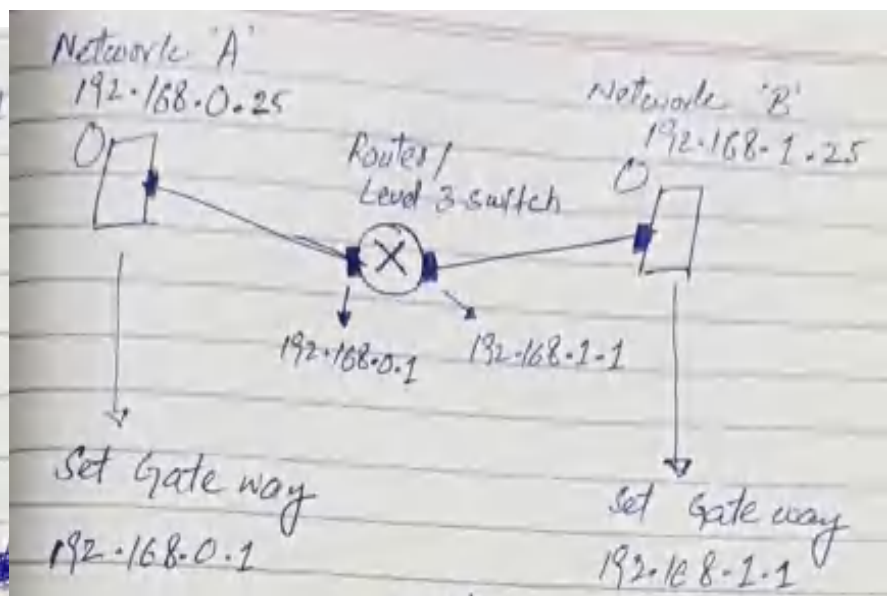 Network 'A'
192.168.0.25
Network 'B'
192.168.1.25
Router/
Level 3 switch
192.168.0.1
192.168.1.1
Set Gate way
192.168.0.1
Set Gate way
192.168.1.1